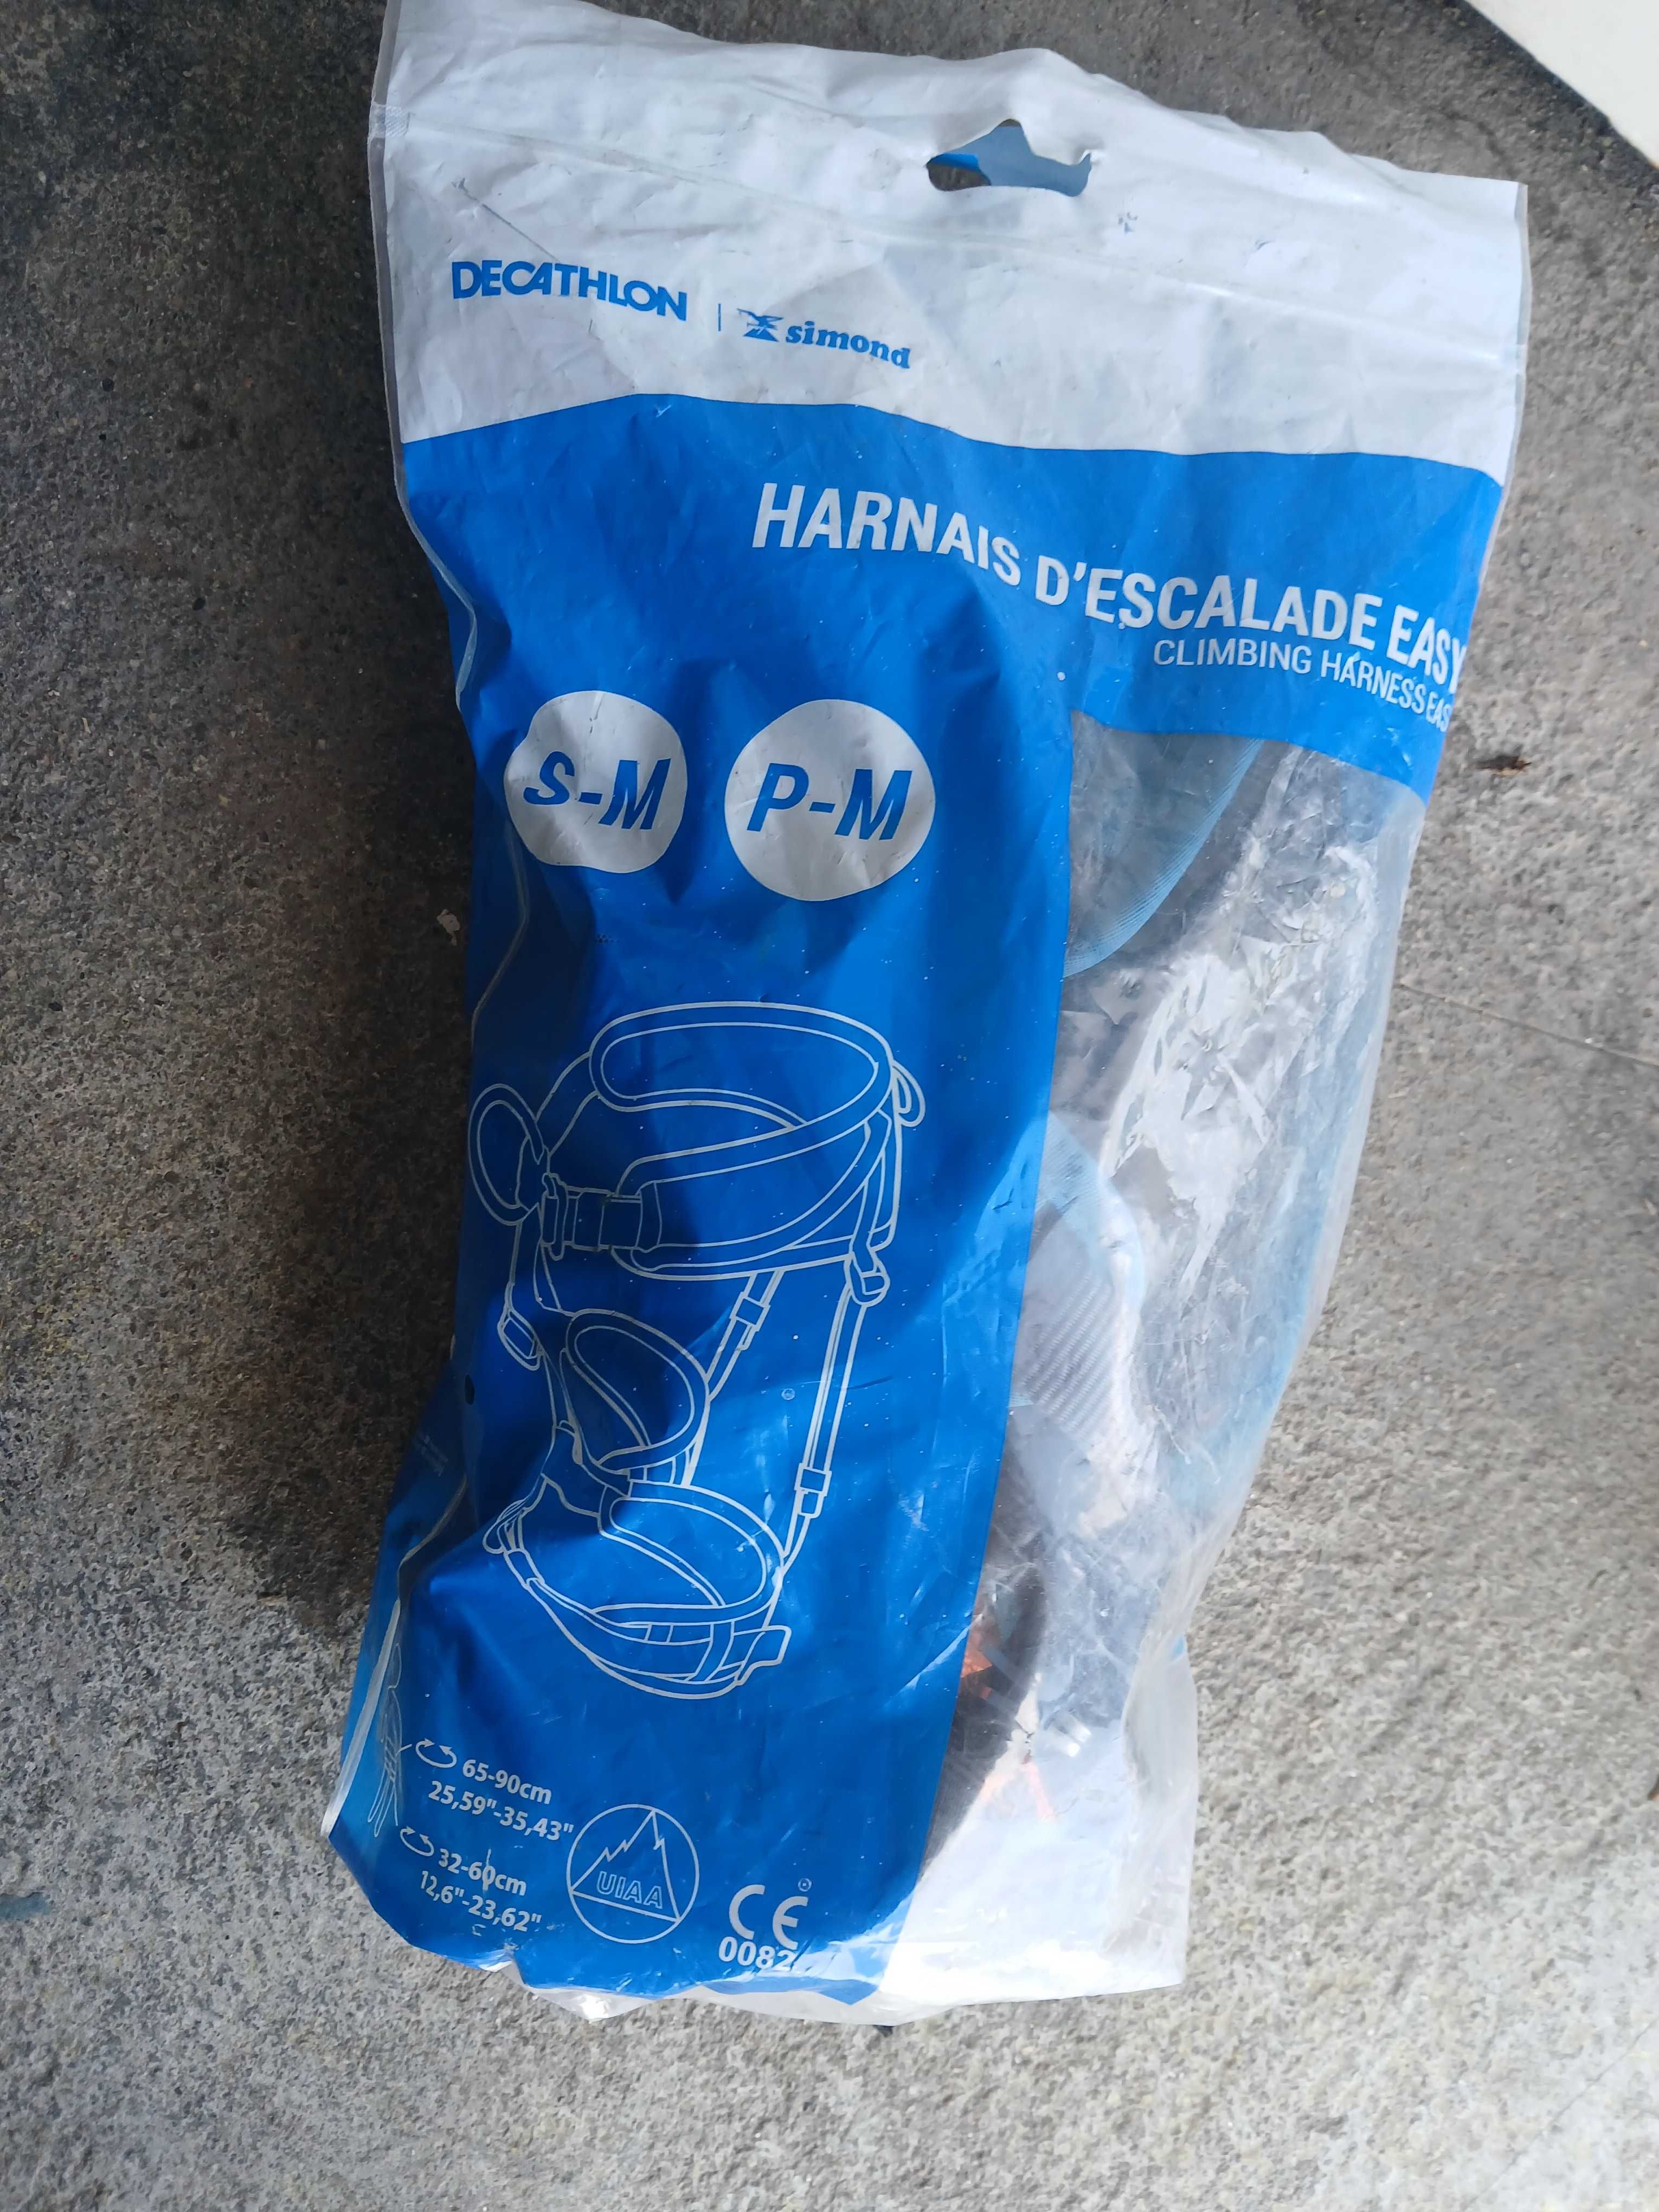 DECATHLON | simond
HARNAIS D'ESCALADE EASY
CLIMBING HARNESS
S-M P-M
65-90cm
25,59"-35,43"
32-60cm
12,6"-23,62"
UIAA
CE
0082